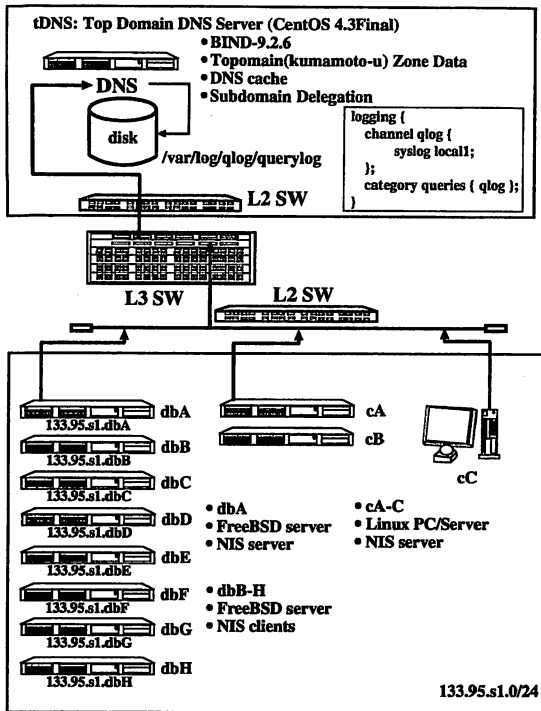 tDNS: Top Domain DNS Server (CentOS 4.3Final)
• BIND-9.2.6
• Topomain(kumamoto-u) Zone Data
• DNS cache
• Subdomain Delegation
DNS
disk
/var/log/qlog/querylog
logging {
channel qlog {
syslog local1;
};
category queries { qlog };
}
L2 SW
L3 SW
L2 SW
dbA
133.95.s1.dbA
dbB
133.95.s1.dbB
dbC
133.95.s1.dbC
dbD
133.95.s1.dbD
dbE
133.95.s1.dbE
dbF
133.95.s1.dbF
dbG
133.95.s1.dbG
dbH
133.95.s1.dbH
cA
cB
cC
• dbA
• FreeBSD server
• NIS server
• dbB-H
• FreeBSD server
• NIS clients
• cA-C
• Linux PC/Server
• NIS server
133.95.s1.0/24